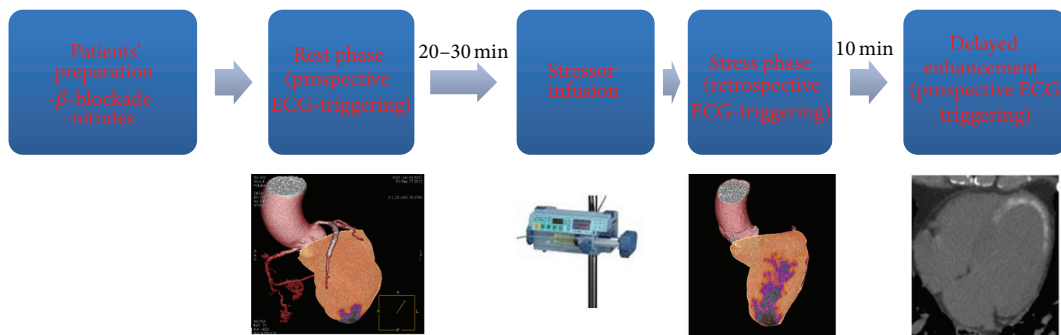 Patients'
preparation
-β-blockade
-nitrates
Rest phase
(prospective
ECG-triggering)
20–30 min
Stressor
infusion
Stress phase
(retrospective
ECG-triggering)
10 min
Delayed
enhancement
(prospective ECG
triggering)